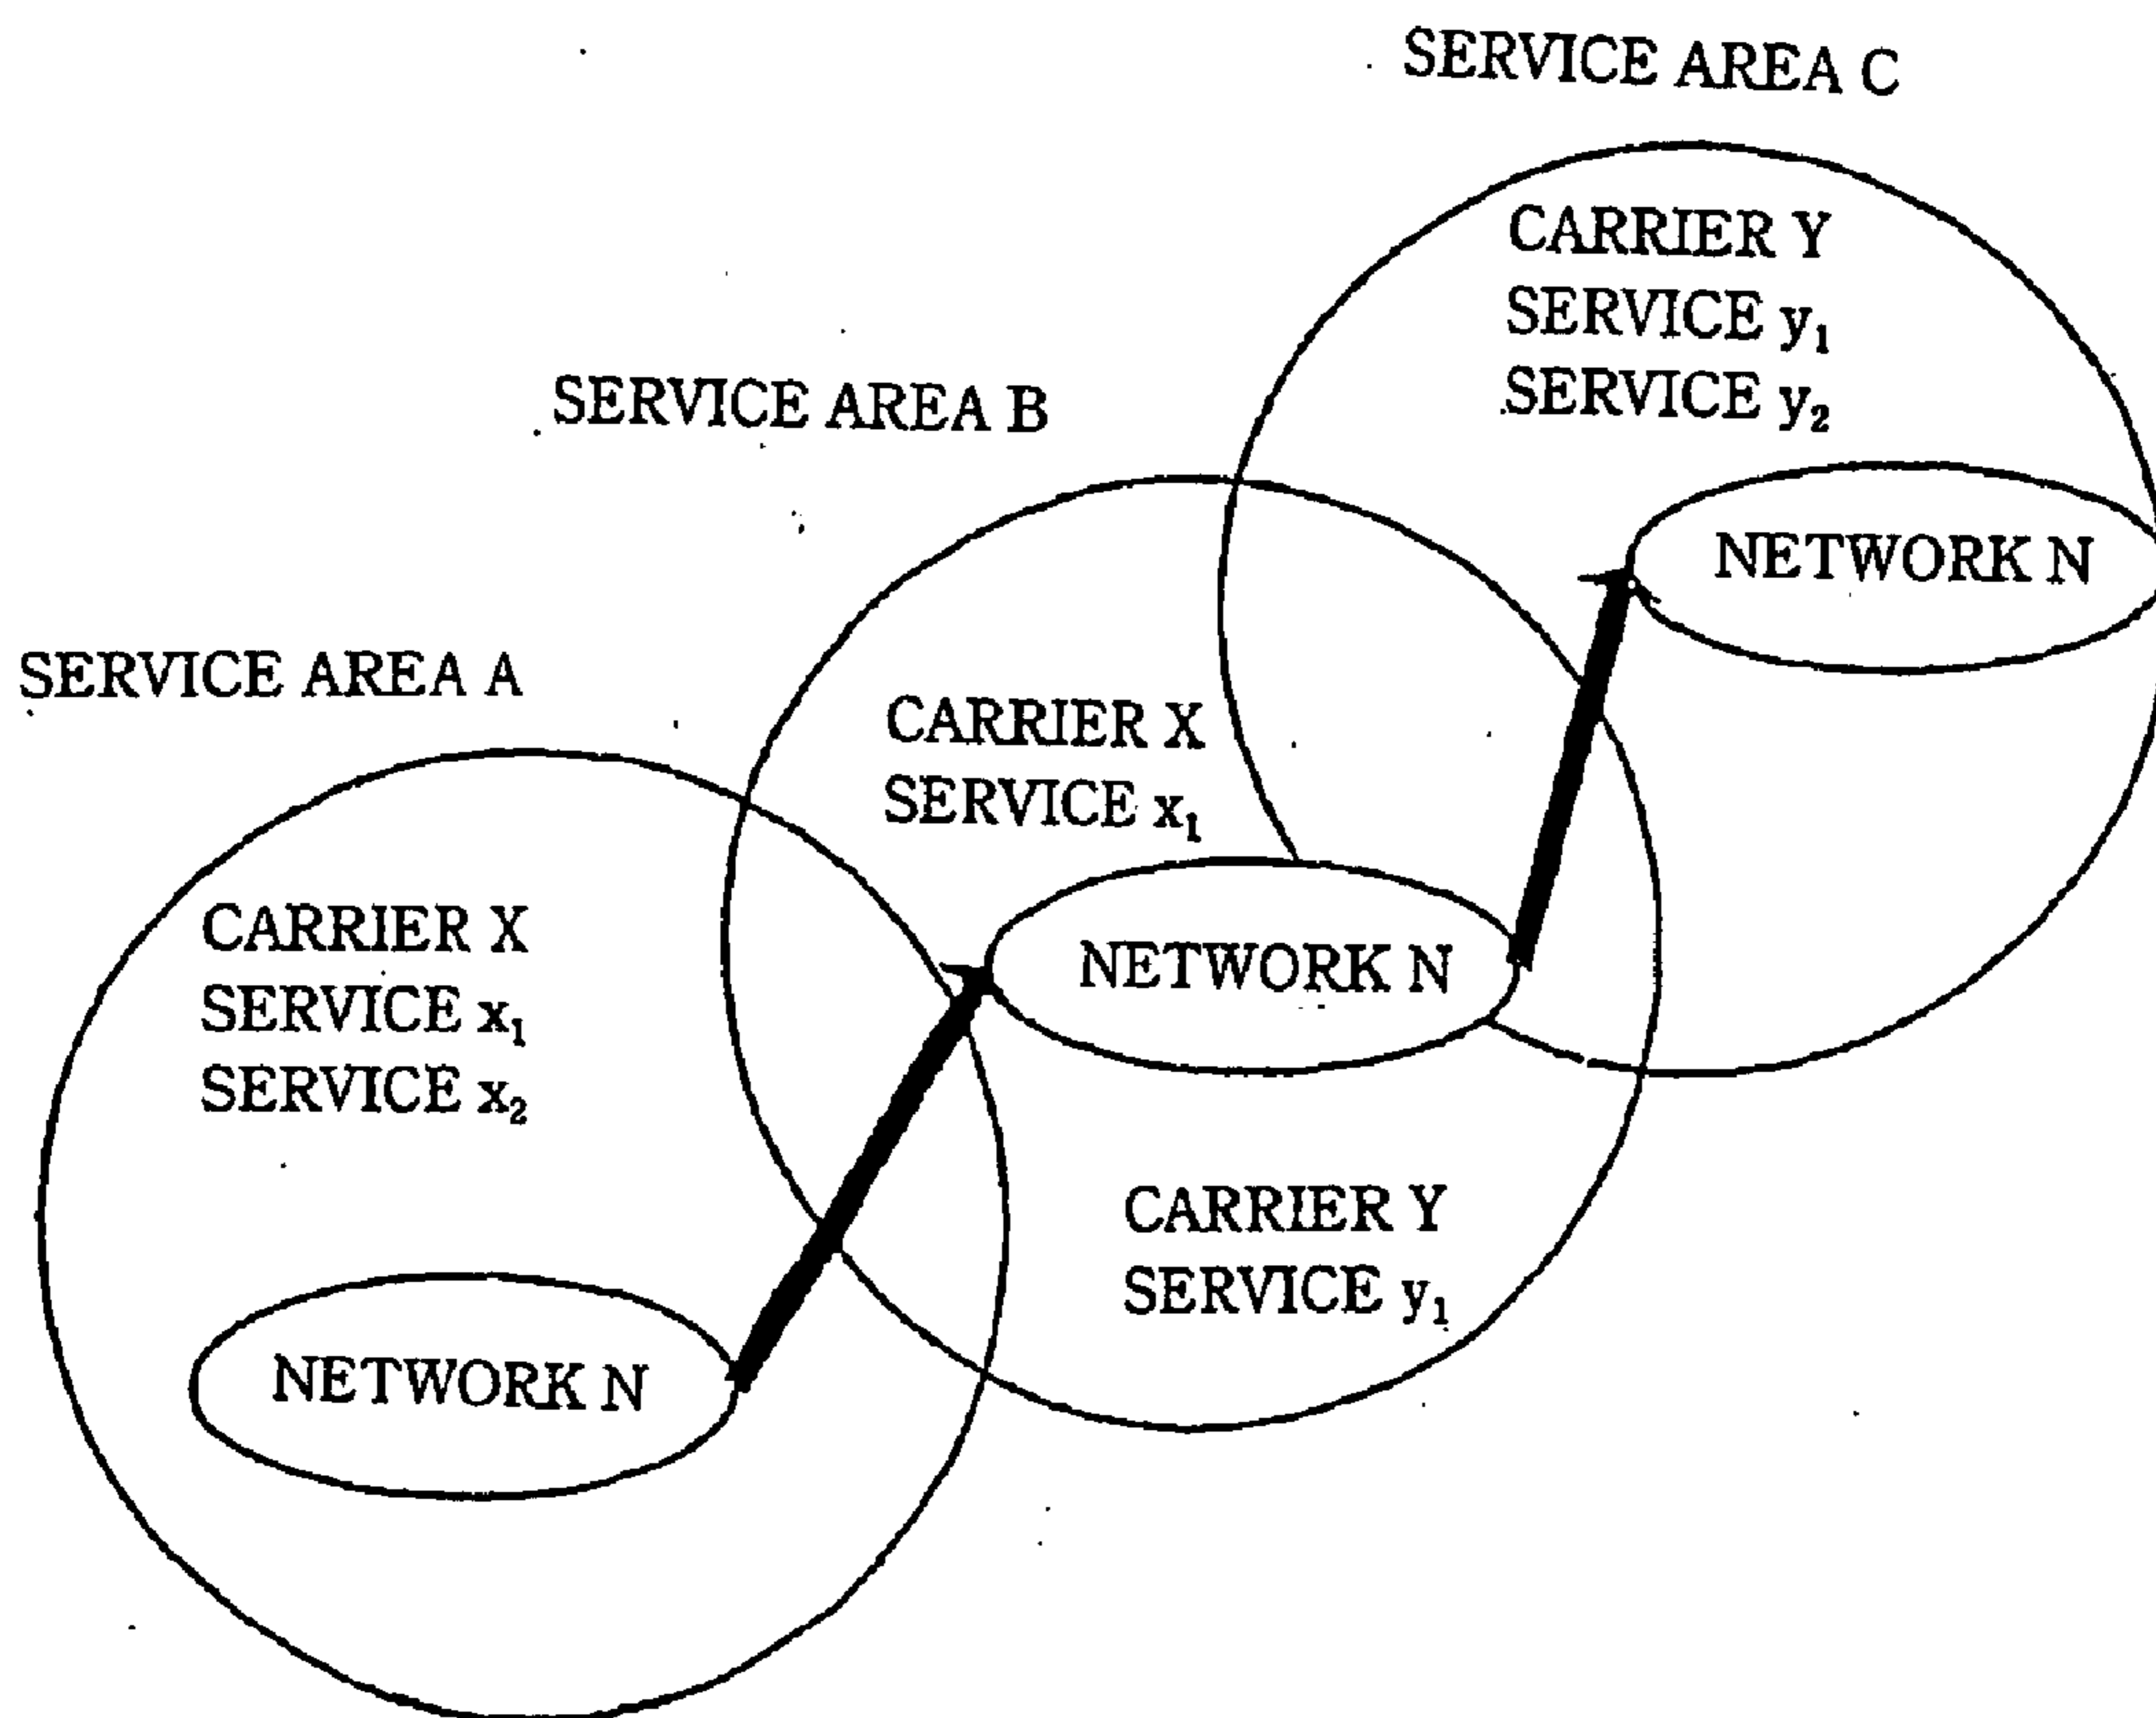 SERVICE AREA C
CARRIER Y
SERVICE y₁
SERVICE y₂
NETWORK N
SERVICE AREA B
CARRIER X
SERVICE x₁
NETWORK N
CARRIER Y
SERVICE y₁
SERVICE AREA A
CARRIER X
SERVICE x₁
SERVICE x₂
NETWORK N